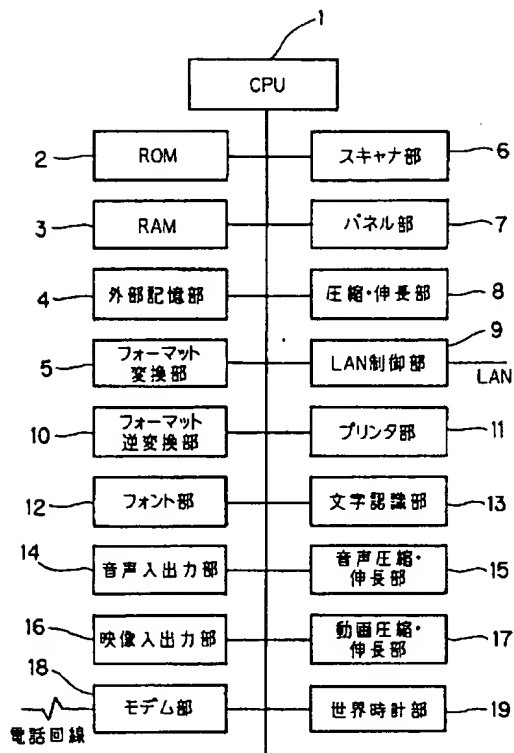 1
CPU
2
ROM
スキャナ部
6
3
RAM
パネル部
7
4
外部記憶部
圧縮・伸長部
8
5
フォーマット
変換部
LAN制御部
9
LAN
10
フォーマット
逆変換部
プリンタ部
11
12
フォント部
文字認識部
13
14
音声入出力部
音声圧縮・
伸長部
15
16
映像入出力部
動画圧縮・
伸長部
17
18
モデム部
世界時計部
19
電話回線